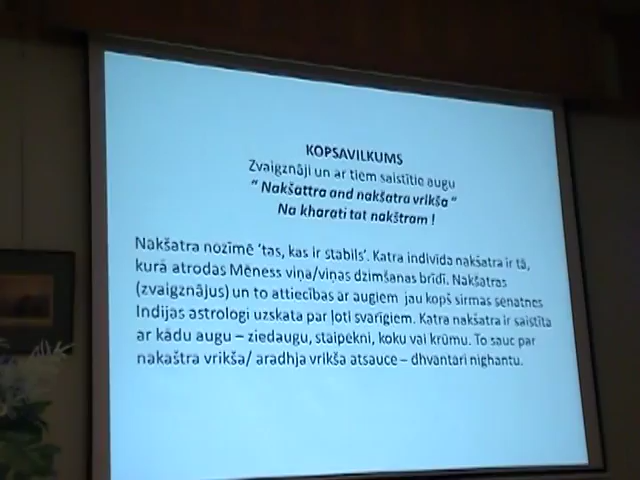 KOPSAVILKUMS
Zvaigznāji un ar tiem saistītie augu
" Nakšattra and nakšatra vrikša "
Na kharati tat nakštram !
Nakšatra nozīmē 'tas, kas ir stabils'. Katra indivīda nakšatra ir tā,
kurā atrodas Mēness viņa/viņas dzimšanas brīdī. Nakšatras
(zvaigznājus) un to attiecības ar augiem jau kopš sirmas senatnes
Indijas astrologi uzskata par ļoti svarīgiem. Katra nakšatra ir saistīta
ar kādu augu – ziedaugu, staipekni, koku vai krūmu. To sauc par
nakaštra vrikša/ aradhja vrikša atsauce – dhvantari nighantu.